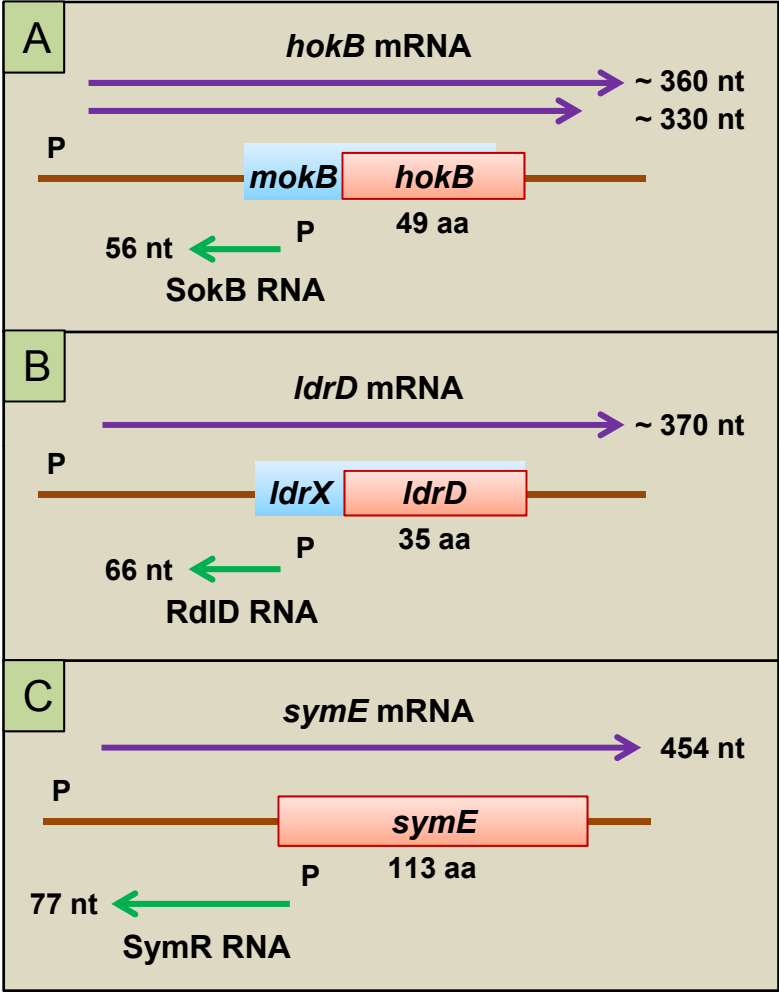 A
hokB mRNA
~ 360 nt
~ 330 nt
P
mokB hokB
P 49 aa
56 nt
SokB RNA
B
ldrD mRNA
~ 370 nt
P
ldrX ldrD
P 35 aa
66 nt
RdlD RNA
C
symE mRNA
454 nt
P
symE
P 113 aa
77 nt
SymR RNA